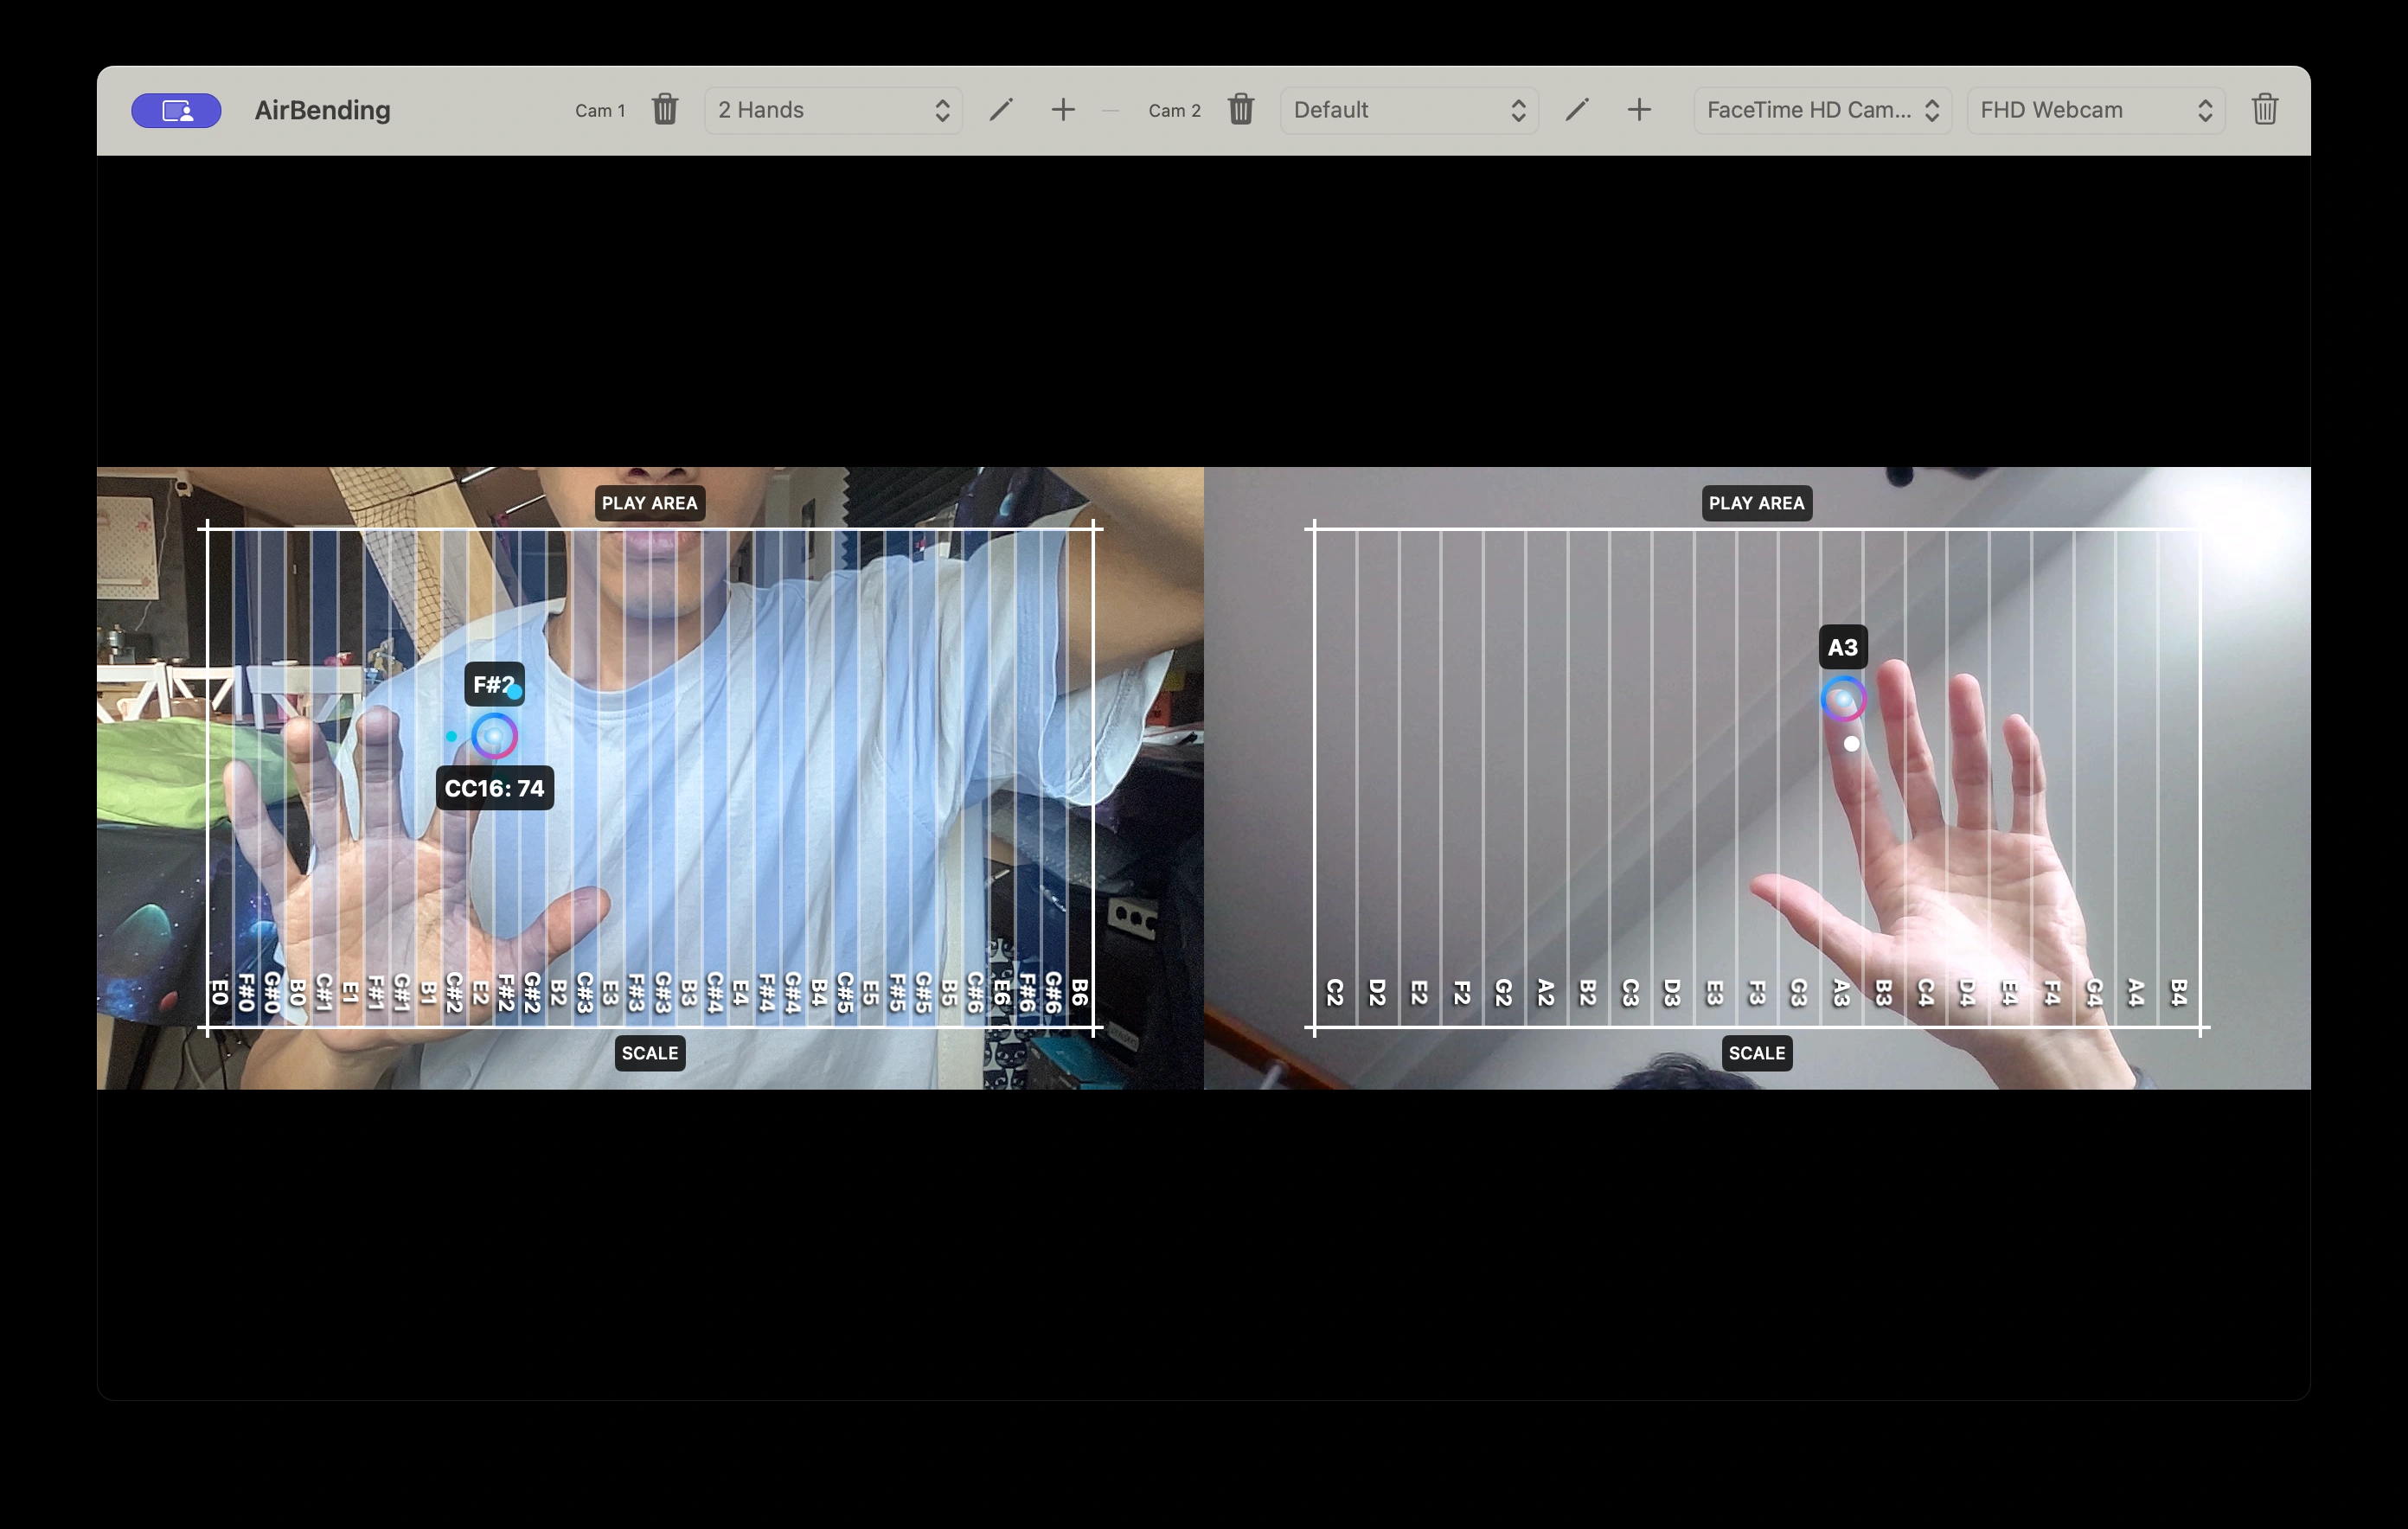 AirBending
Cam 1
2 Hands
Cam 2
Default
FaceTime HD Cam...
FHD Webcam
PLAY AREA
F#2
CC16: 74
E0 F#0 G#0 B0 C#1 E1 F#1 G#1 B1 C#2 E2 F#2 G#2 B2 C#3 E3 F#3 G#3 B3 C#4 E4 F#4 G#4 B4 C#5 E5 F#5 G#5 B5 C#6 E6 F#6 G#6 B6
SCALE
PLAY AREA
A3
C2 D2 E2 F2 G2 A2 B2 C3 D3 E3 F3 G3 A3 B3 C4 D4 E4 F4 G4 A4 B4
SCALE